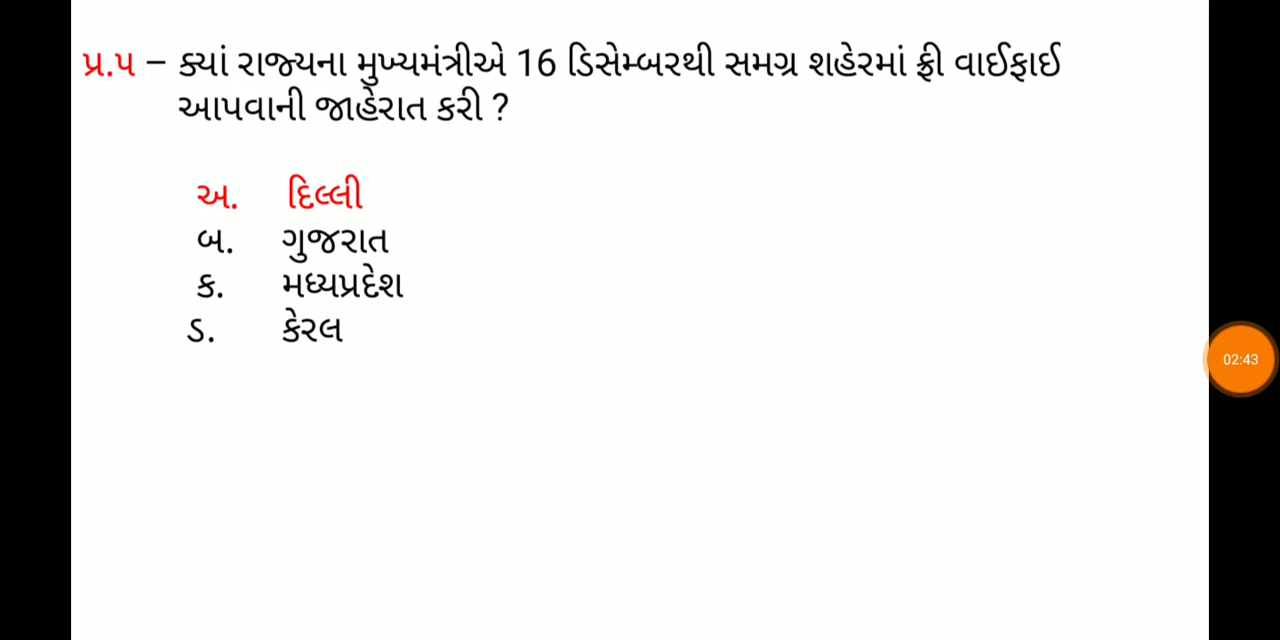 પ્ર.૫ – ક્યાં રાજ્યના મુખ્યમંત્રીએ 16 ડિસેમ્બરથી સમગ્ર શહેરમાં ફ્રી વાઈફાઈ
આપવાની જાહેરાત કરી ?
અ. દિલ્લી
બ. ગુજરાત
ક. મધ્યપ્રદેશ
ડ. કેરલ
02:43